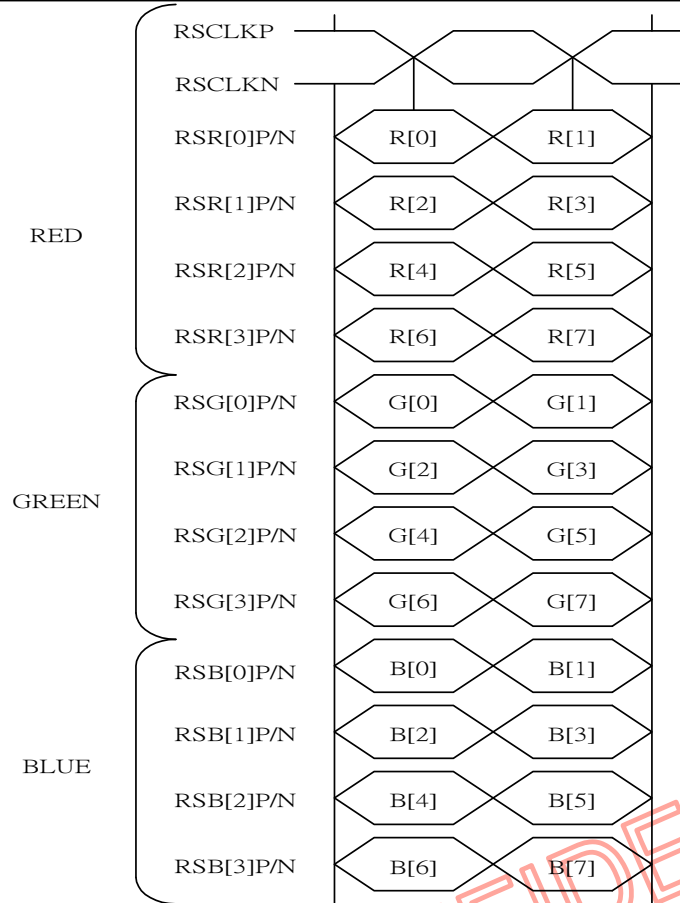 RSCLKP
RSCLKN
RSR[0]P/N R[0] R[1]
RSR[1]P/N R[2] R[3]
RED
RSR[2]P/N R[4] R[5]
RSR[3]P/N R[6] R[7]
RSG[0]P/N G[0] G[1]
RSG[1]P/N G[2] G[3]
GREEN
RSG[2]P/N G[4] G[5]
RSG[3]P/N G[6] G[7]
RSB[0]P/N B[0] B[1]
RSB[1]P/N B[2] B[3]
BLUE
RSB[2]P/N B[4] B[5]
RSB[3]P/N B[6] B[7]